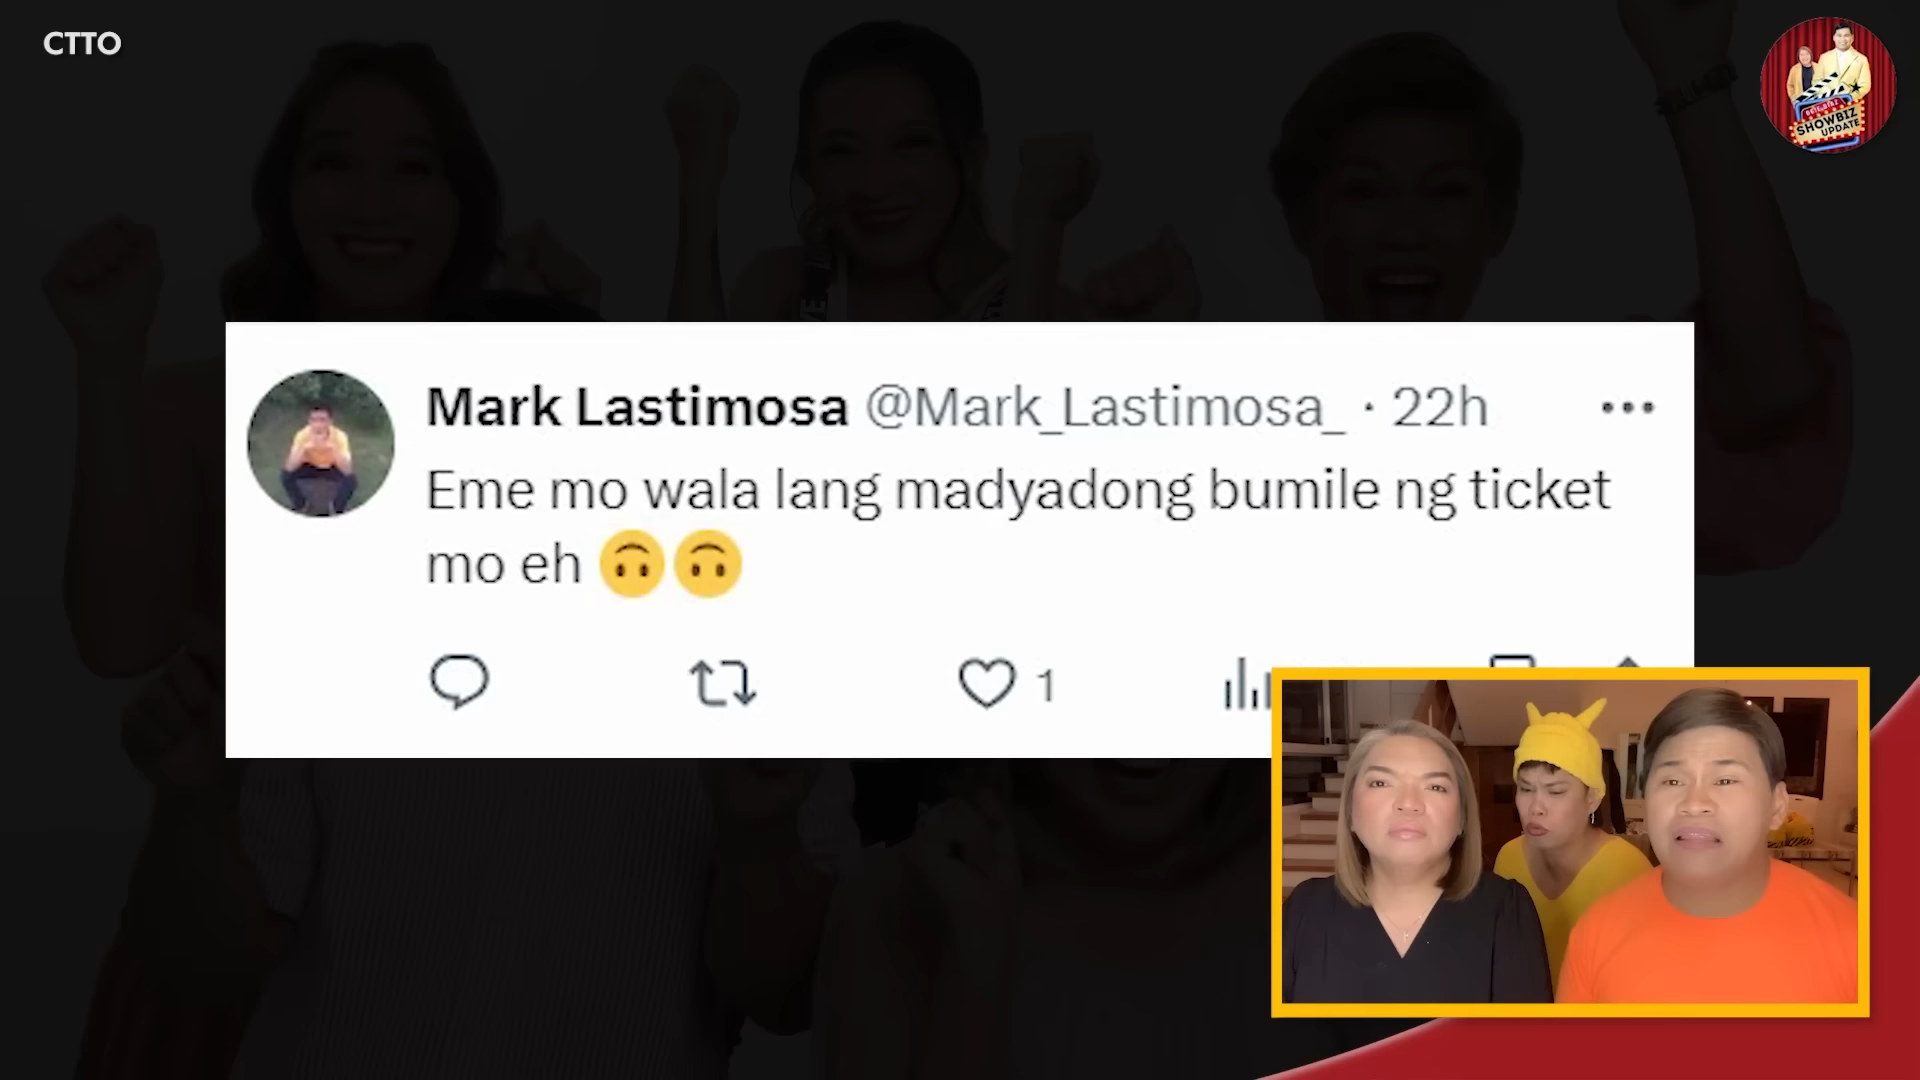 CTTO
SHOWBIZ
UPDATE
Mark Lastimosa @Mark_Lastimosa_ · 22h
Eme mo wala lang madyadong bumile ng ticket
mo eh 🙃🙃
1